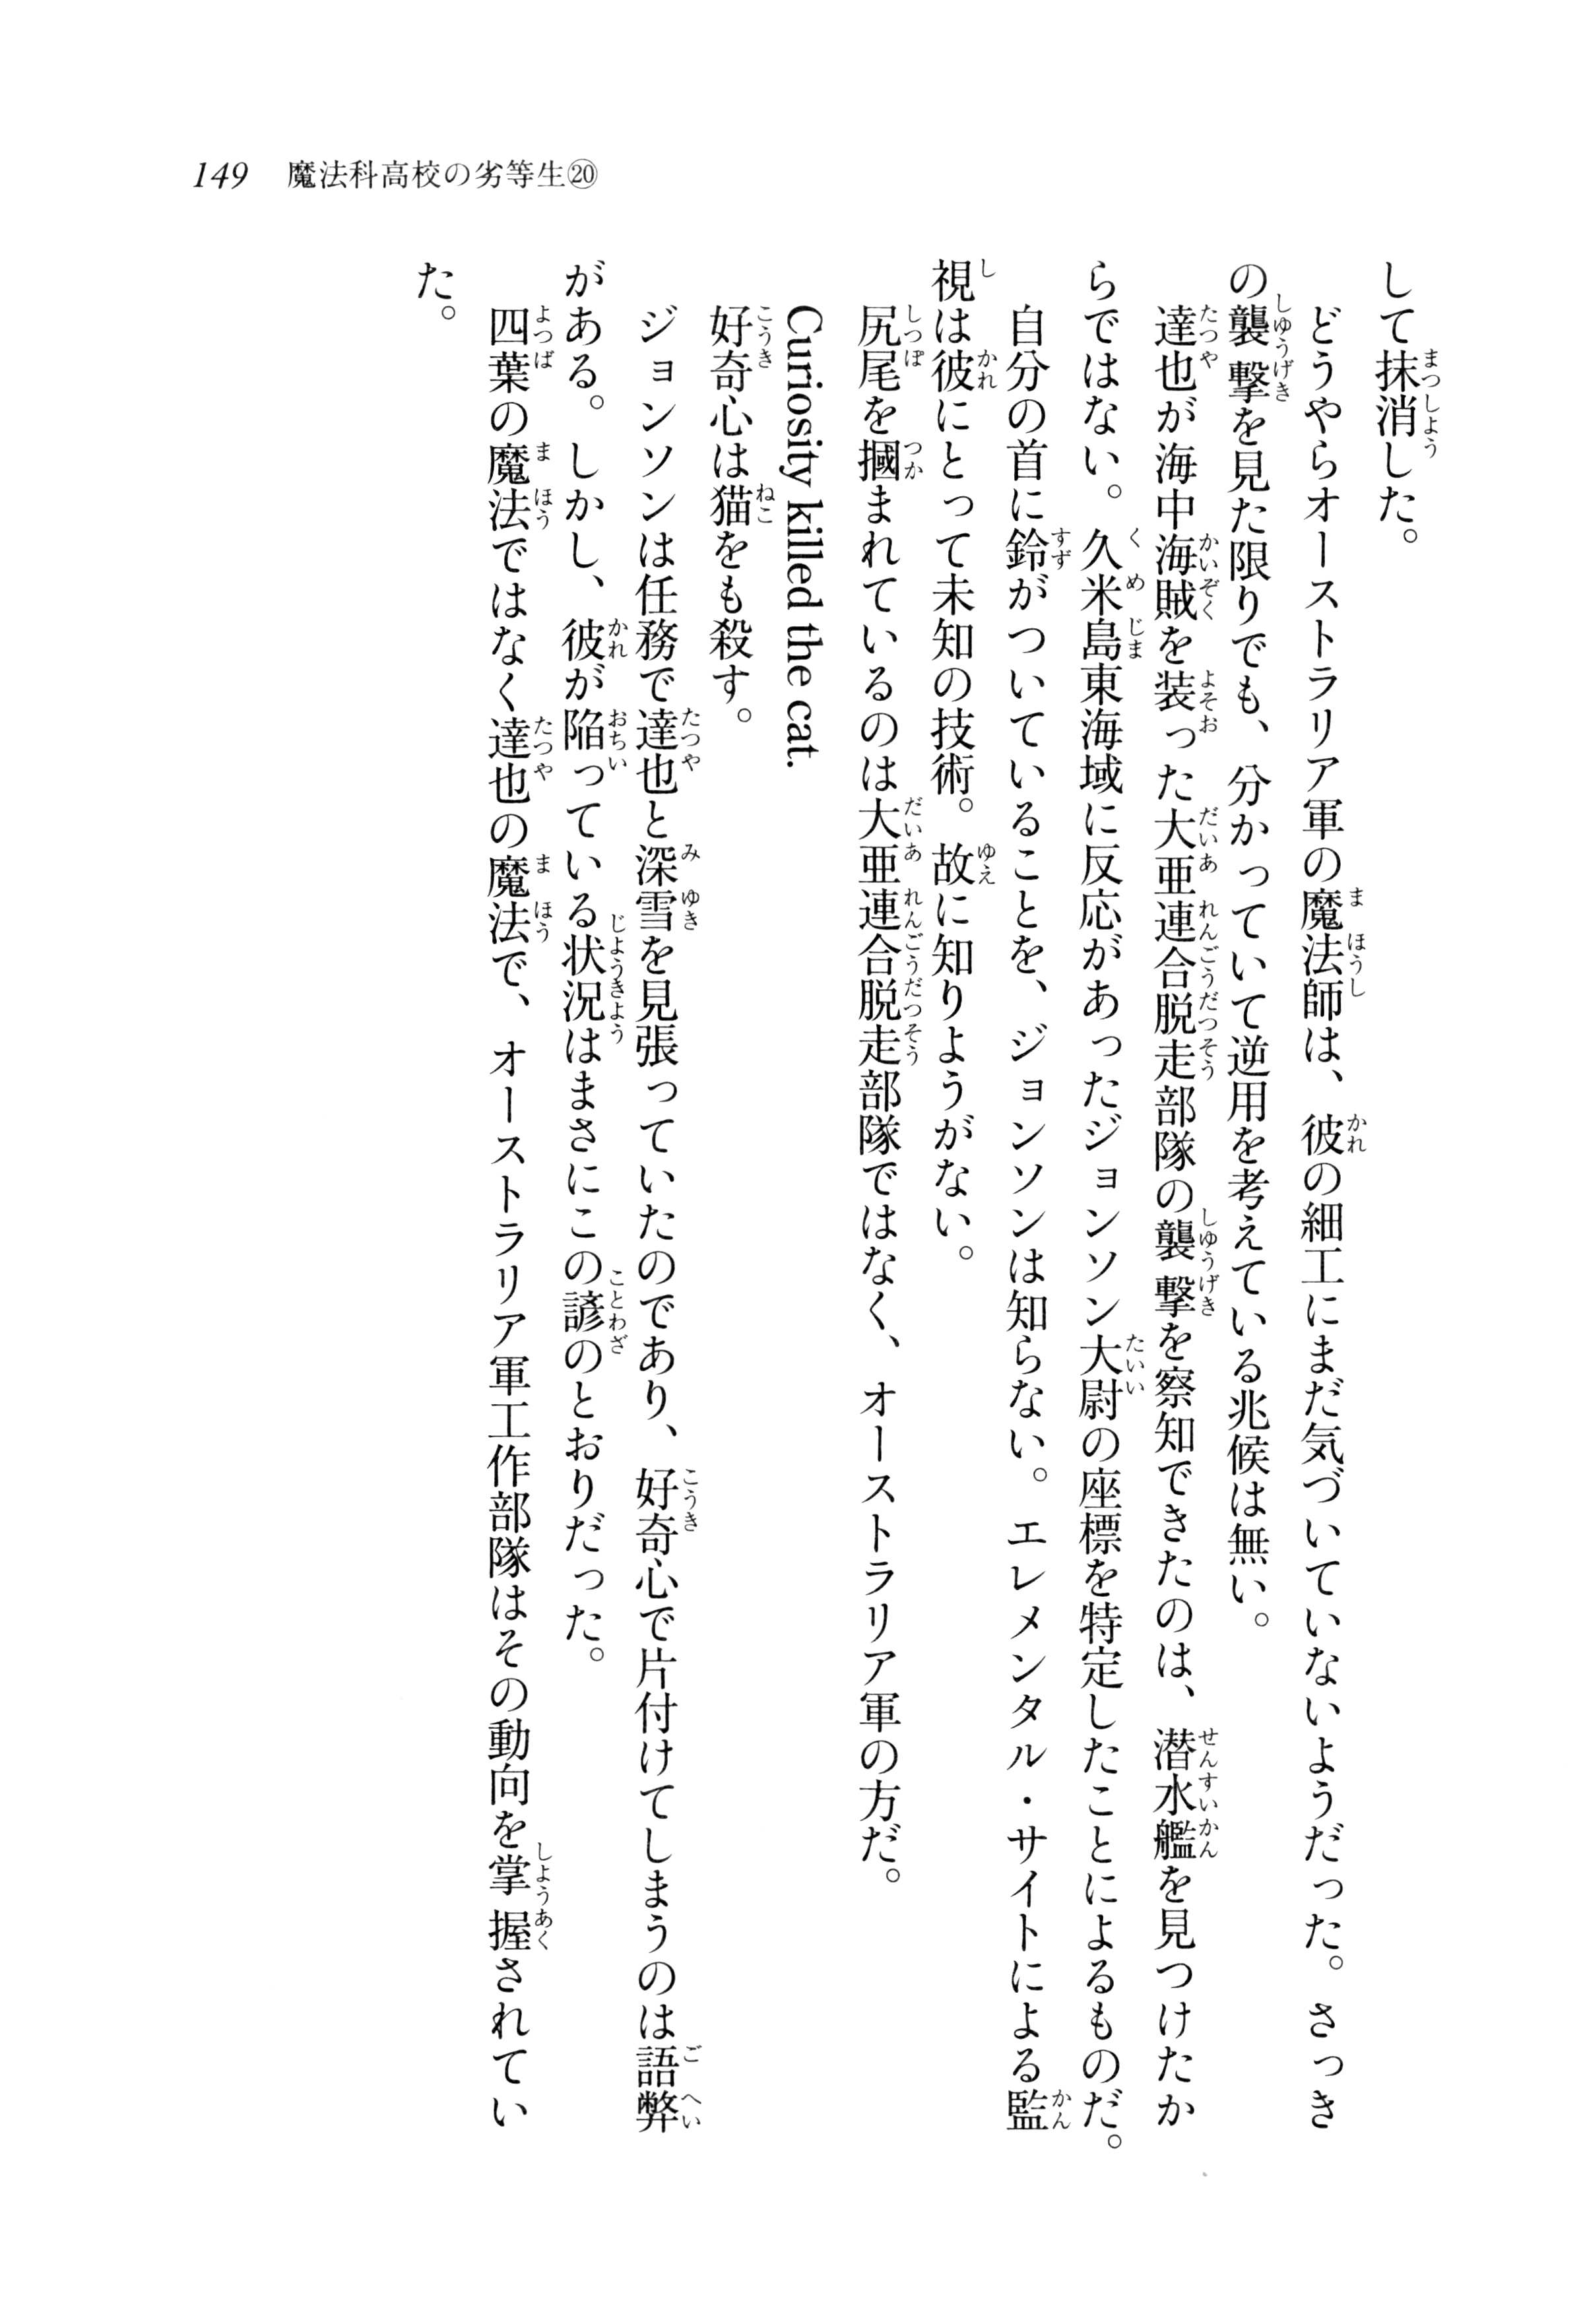 149 魔法科高校の劣等生⑳
して抹消した。
どうやらオーストラリア軍の魔法師は、彼の細工にまだ気づいていないようだった。さっき
の襲撃を見た限りでも、分かっていて逆用を考えている兆候は無い。
達也が海中海賊を装った大亜連合脱走部隊の襲撃を察知できたのは、潜水艦を見つけたか
らではない。久米島東海域に反応があったジョンソン大尉の座標を特定したことによるものだ。
自分の首に鈴がついていることを、ジョンソンは知らない。エレメンタル・サイトによる監
視は彼にとって未知の技術。故に知りようがない。
尻尾を摑まれているのは大亜連合脱走部隊ではなく、オーストラリア軍の方だ。
Curiosity killed the cat.
好奇心は猫をも殺す。
ジョンソンは任務で達也と深雪を見張っていたのであり、好奇心で片付けてしまうのは語弊
がある。しかし、彼が陥っている状況はまさにこの諺のとおりだった。
四葉の魔法ではなく達也の魔法で、オーストラリア軍工作部隊はその動向を掌握されてい
た。